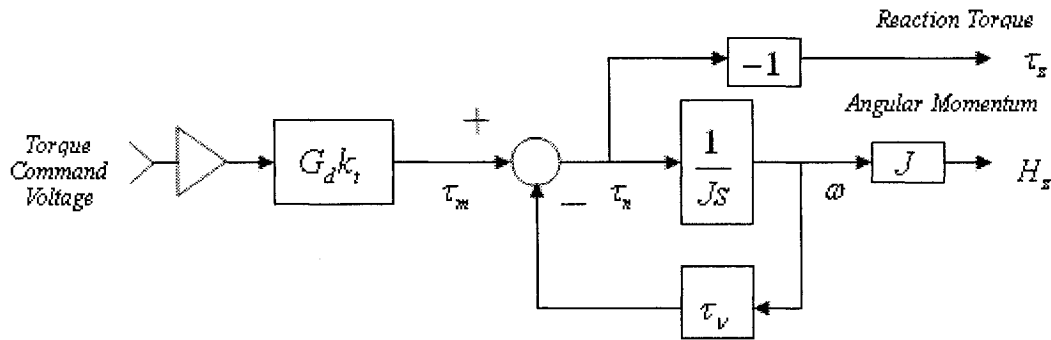 Reaction Torque
−1
τz
Angular Momentum
Torque
Command
Voltage
+
Gdkt
1
Js
J
Hz
τm
−
τn
ω
τv